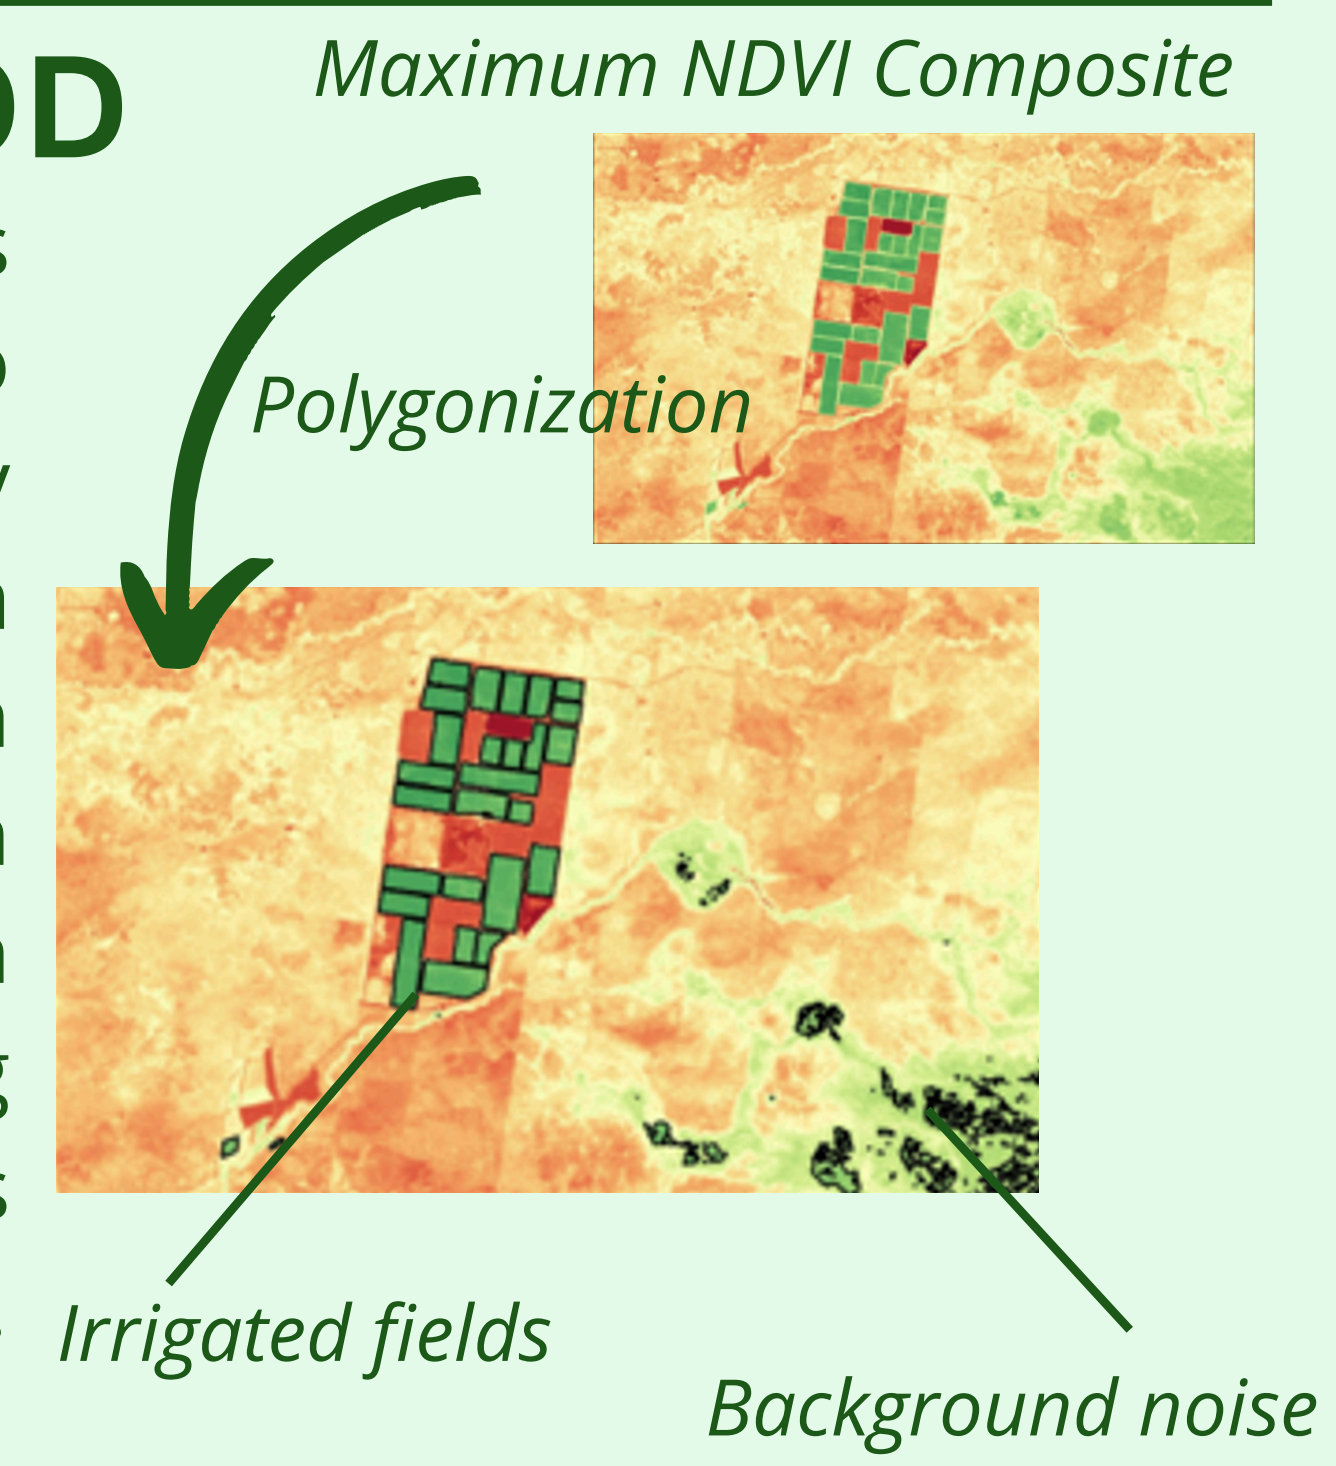 Maximum NDVI Composite
Polygonization
Irrigated fields
Background noise